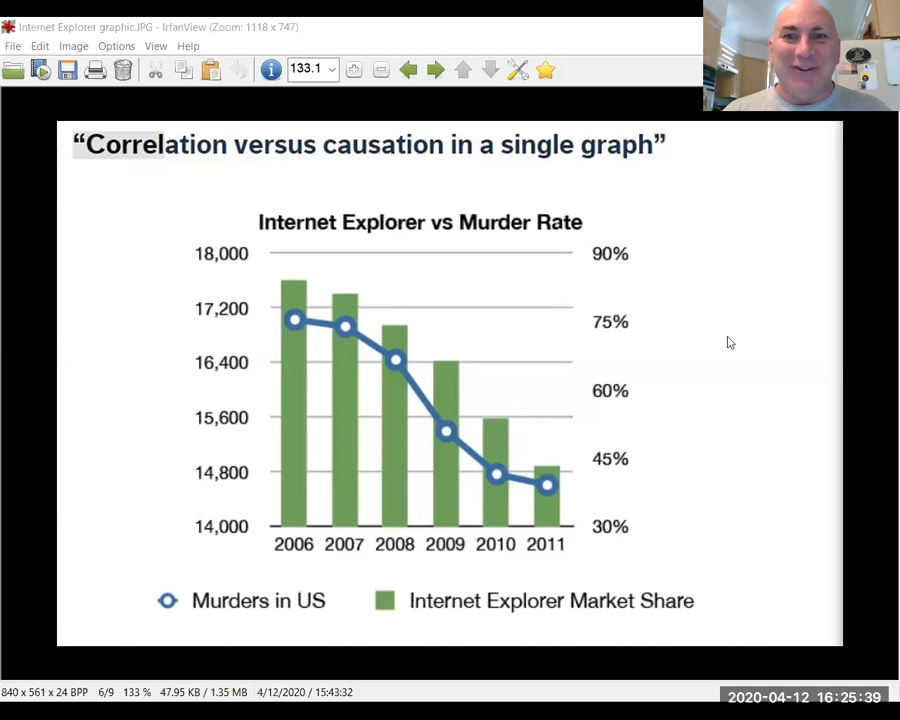 Internet Explorer graphic.JPG - IrfanView (Zoom: 1118 x 747)
File Edit Image Options View Help
133.1
“Correlation versus causation in a single graph”
Internet Explorer vs Murder Rate
18,000 90%
17,200
75%
16,400
60%
15,600
45%
14,800
14,000 30%
2006 2007 2008 2009 2010 2011
Murders in US Internet Explorer Market Share
840 x 561 x 24 BPP 6/9 133 % 47.95 KB / 1.35 MB 4/12/2020 / 15:43:32
2020-04-12 16:25:39